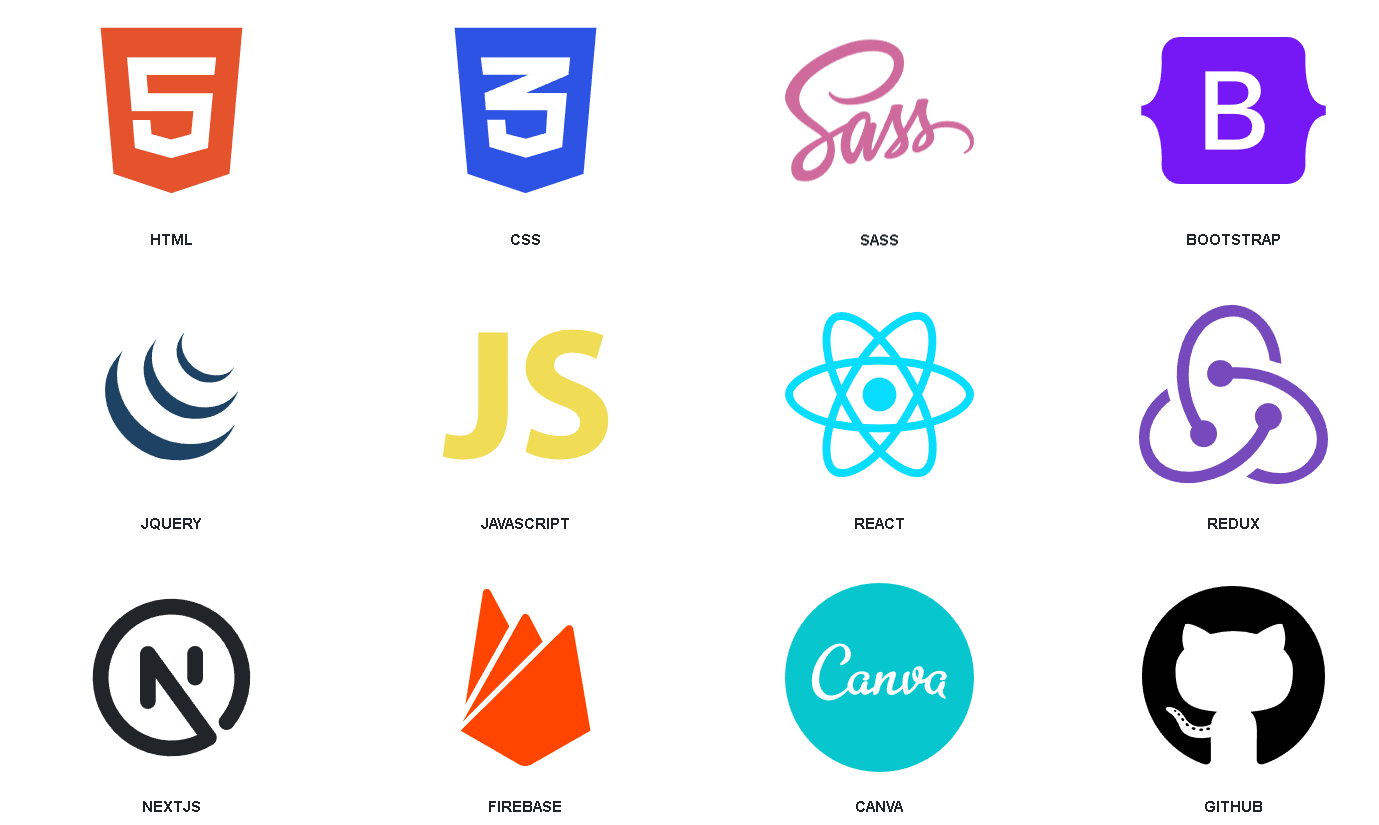 5
3
Sass
B
HTML
CSS
SASS
BOOTSTRAP
JS
JQUERY
JAVASCRIPT
REACT
REDUX
N
Canva
NEXTJS
FIREBASE
CANVA
GITHUB